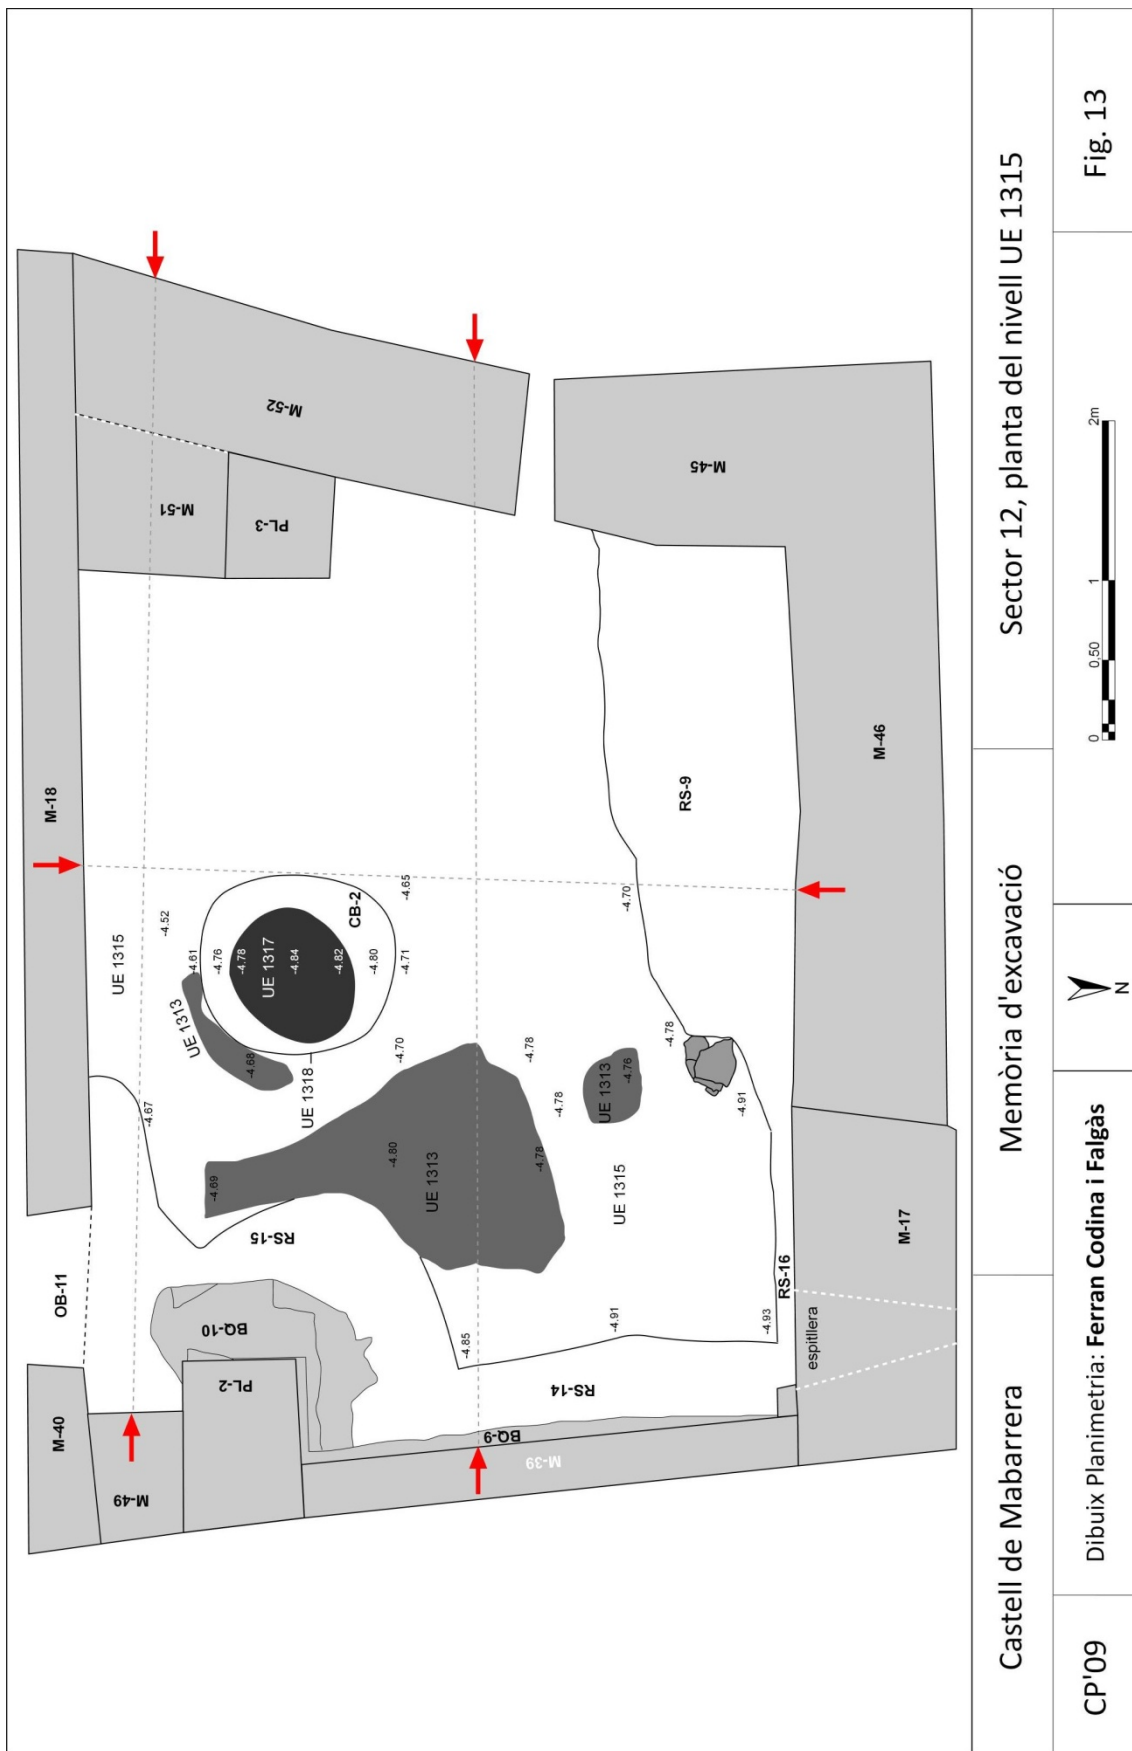 M-40
OB-11
M-18
M-49
UE 1315
-4.67
-4.52
M-51
UE 1313
-4.61
-4.69
-4.76
BQ-10
PL-2
-4.78
-4.68
UE 1317
RS-15
PL-3
M-52
-4.84
UE 1318
-4.82
CB-2
-4.80
-4.80
-4.70
-4.71
-4.65
UE 1313
-4.85
BQ-9
-4.78
-4.78
M-39
-4.78
RS-14
UE 1313
-4.91
UE 1315
-4.76
-4.70
-4.78
RS-9
M-45
-4.91
-4.93
RS-16
espitllera
M-46
M-17
Castell de Mabarrera
Memòria d'excavació
Sector 12, planta del nivell UE 1315
CP'09
Dibuix Planimetria: Ferran Codina i Falgàs
N
0 0.50 1 2m
Fig. 13